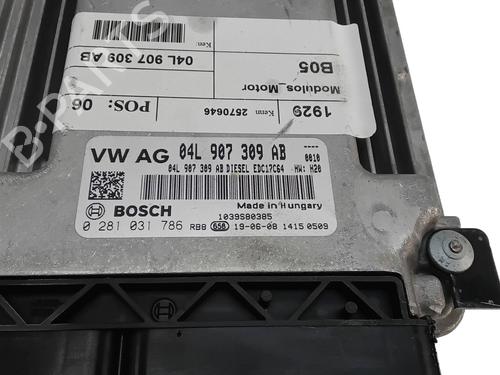 04L 907 309 AB
Kenn
B05
Modulos_Motor
POS: 06
Kenn 2570646
1929
VW AG 04L 907 309 AB 0010
04L 907 309 AB DIESEL EDC17C64 HW: H20
Made in Hungary
BOSCH 1039S80385
0 281 031 786 RB8 656 19-06-08 1415 0509
B-PARTS